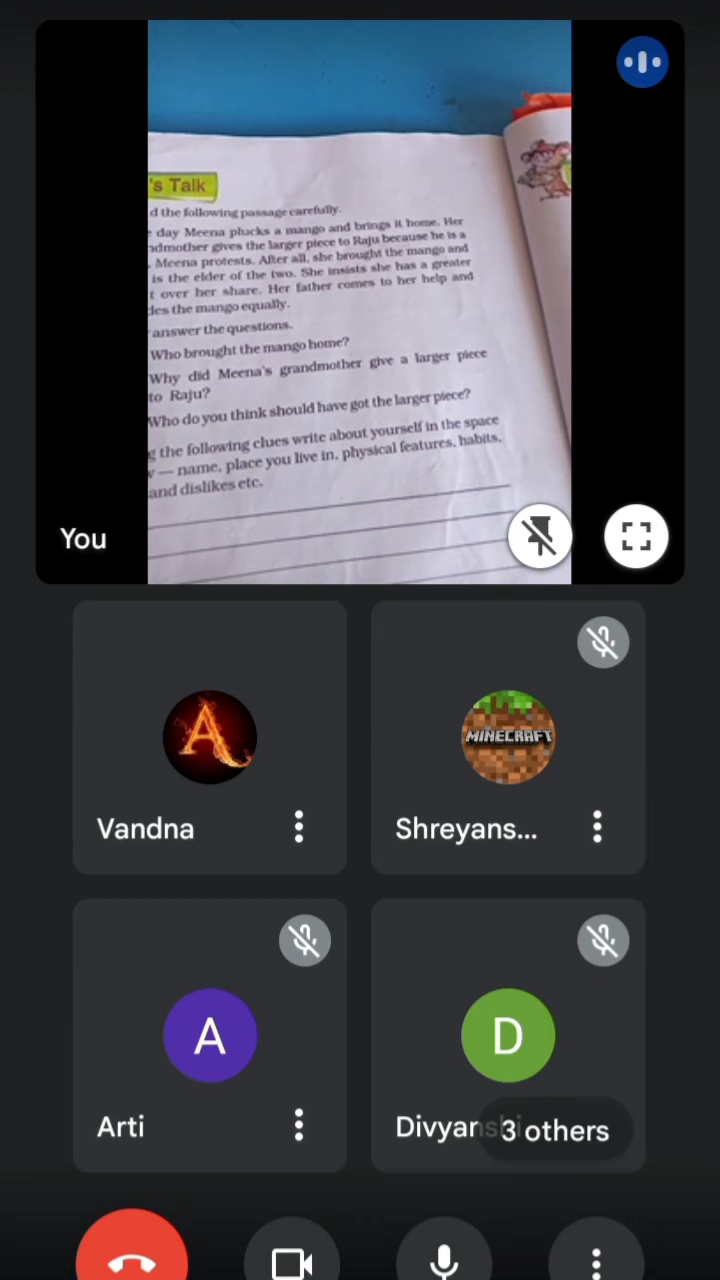 's Talk
d the following passage carefully.
day Meena plucks a mango and brings it home. Her
ndmother gives the larger piece to Raju because he is a
. Meena protests. After all, she brought the mango and
is the elder of the two. She insists she has a greater
t over her share. Her father comes to her help and
des the mango equally.
answer the questions.
Who brought the mango home?
Why did Meena's grandmother give a larger piece
to Raju?
Who do you think should have got the larger piece?
g the following clues write about yourself in the space
— name, place you live in, physical features, habits,
and dislikes etc.
You
A
MINECRAFT
Vandna
Shreyans...
A
D
Arti
Divyanshi
3 others